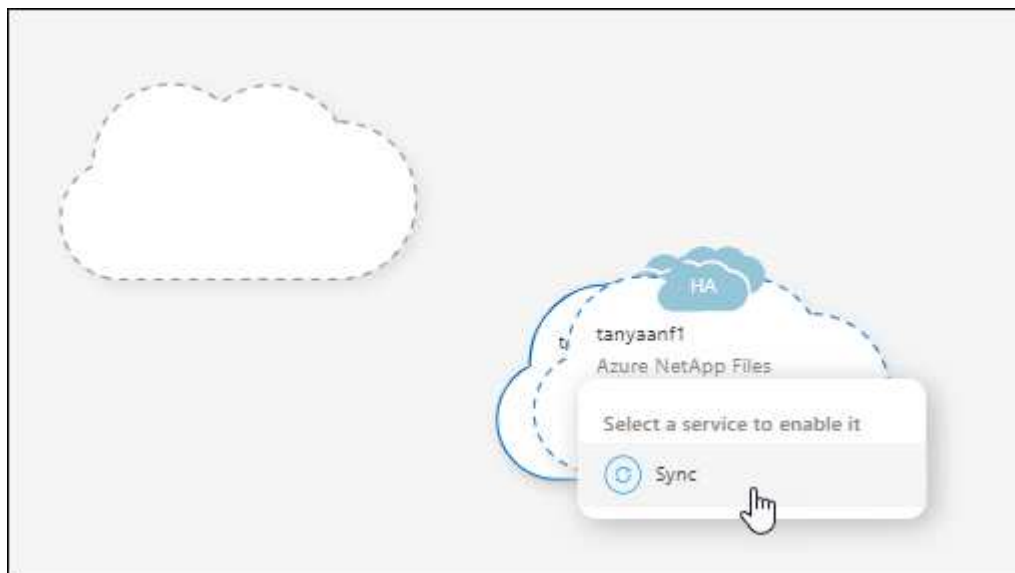 HA
tanyaanf1
Azure NetApp Files
Select a service to enable it
Sync